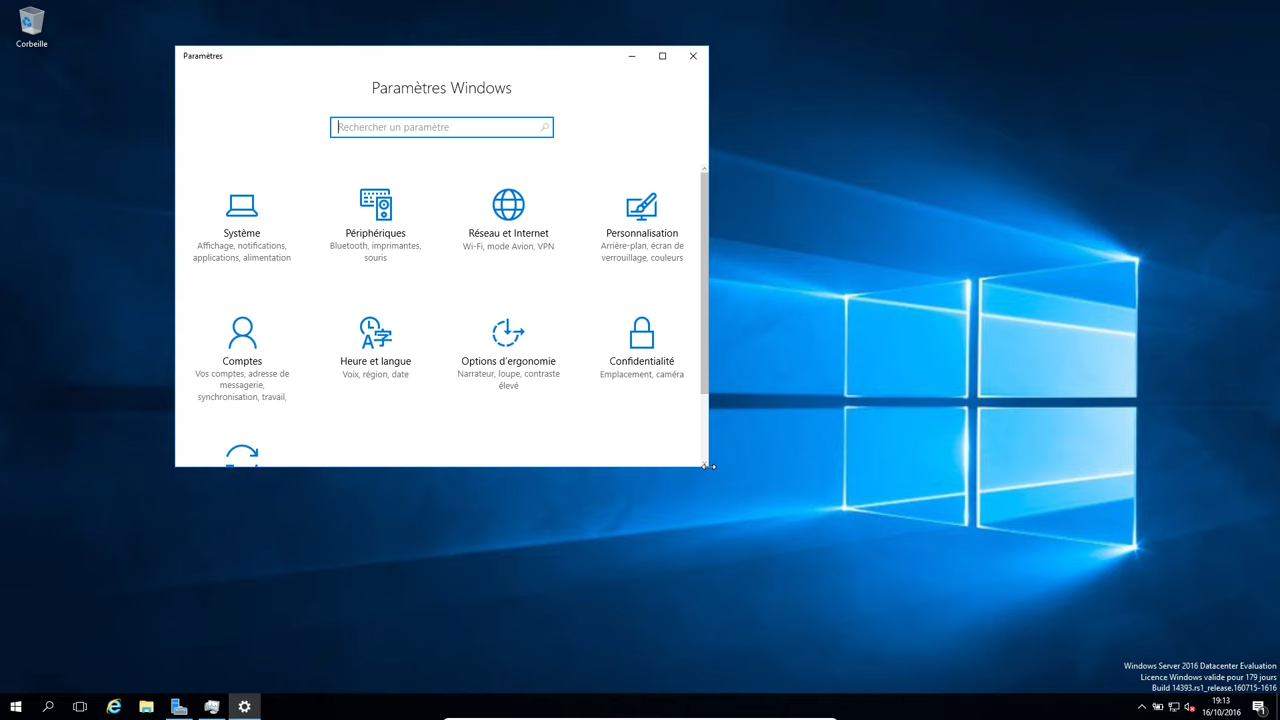 Corbeille
Paramètres
Paramètres Windows
Rechercher un paramètre
Système
Affichage, notifications,
applications, alimentation
Périphériques
Bluetooth, imprimantes,
souris
Réseau et Internet
Wi-Fi, mode Avion, VPN
Personnalisation
Arrière-plan, écran de
verrouillage, couleurs
Comptes
Vos comptes, adresse de
messagerie,
synchronisation, travail,
Heure et langue
Voix, région, date
Options d’ergonomie
Narrateur, loupe, contraste
élevé
Confidentialité
Emplacement, caméra
Windows Server 2016 Datacenter Evaluation
Licence Windows valide pour 179 jours
Build 14393.rs1_release.160715-1616
19:13
16/10/2016
1